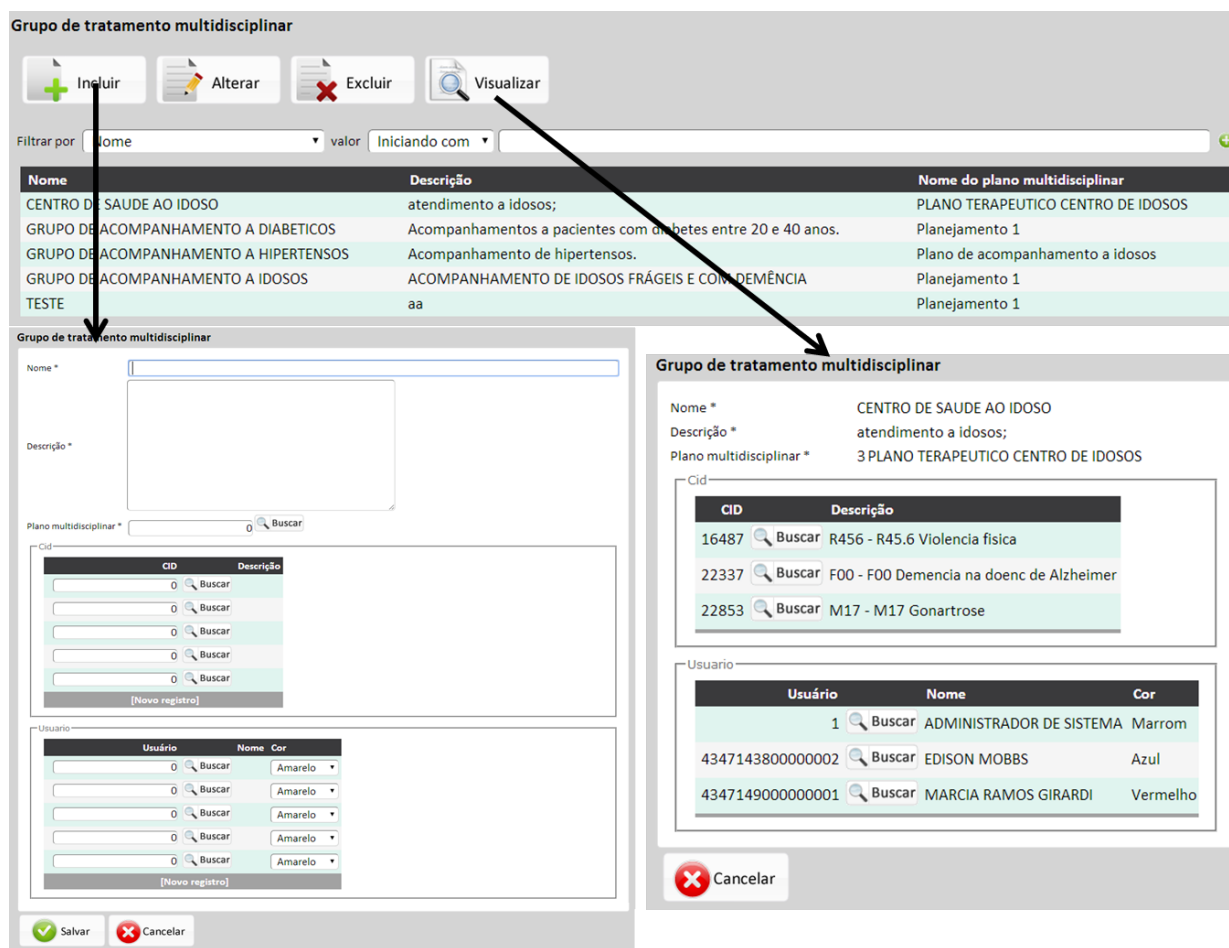 Grupo de tratamento multidisciplinar
Incluir Alterar Excluir Visualizar
Filtrar por Nome valor Iniciando com
Nome Descrição Nome do plano multidisciplinar
CENTRO DE SAUDE AO IDOSO atendimento a idosos; PLANO TERAPEUTICO CENTRO DE IDOSOS
GRUPO DE ACOMPANHAMENTO A DIABETICOS Acompanhamentos a pacientes com diabetes entre 20 e 40 anos. Planejamento 1
GRUPO DE ACOMPANHAMENTO A HIPERTENSOS Acompanhamento de hipertensos. Plano de acompanhamento a idosos
GRUPO DE ACOMPANHAMENTO A IDOSOS ACOMPANHAMENTO DE IDOSOS FRÁGEIS E COM DEMÊNCIA Planejamento 1
TESTE aa Planejamento 1
Grupo de tratamento multidisciplinar
Nome *
Descrição *
Plano multidisciplinar * 0 Buscar
Cid
CID Descrição
0 Buscar
0 Buscar
0 Buscar
0 Buscar
0 Buscar
[Novo registro]
Usuario
Usuário Nome Cor
0 Buscar Amarelo
0 Buscar Amarelo
0 Buscar Amarelo
0 Buscar Amarelo
0 Buscar Amarelo
[Novo registro]
Salvar Cancelar
Grupo de tratamento multidisciplinar
Nome * CENTRO DE SAUDE AO IDOSO
Descrição * atendimento a idosos;
Plano multidisciplinar * 3 PLANO TERAPEUTICO CENTRO DE IDOSOS
Cid
CID Descrição
16487 Buscar R456 - R45.6 Violencia fisica
22337 Buscar F00 - F00 Demencia na doenc de Alzheimer
22853 Buscar M17 - M17 Gonartrose
Usuario
Usuário Nome Cor
1 Buscar ADMINISTRADOR DE SISTEMA Marrom
4347143800000002 Buscar EDISON MOBBS Azul
4347149000000001 Buscar MARCIA RAMOS GIRARDI Vermelho
Cancelar